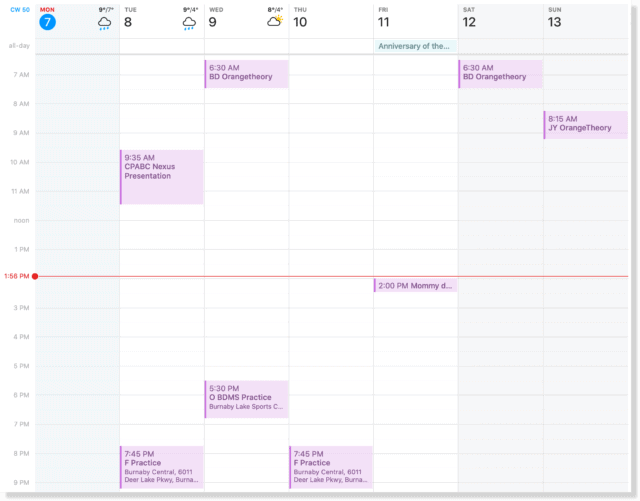 CW 50 MON 9°/7° TUE 9°/4° WED 8°/4° THU FRI SAT SUN
7 8 9 10 11 12 13
all-day Anniversary of the...
6:30 AM
BD Orangetheory
6:30 AM
BD Orangetheory
7 AM
8 AM
8:15 AM
JY OrangeTheory
9 AM
9:35 AM
CPABC Nexus
Presentation
10 AM
11 AM
noon
1 PM
1:56 PM
2:00 PM Mommy d...
3 PM
4 PM
5 PM
5:30 PM
O BDMS Practice
Burnaby Lake Sports C...
6 PM
7 PM
7:45 PM
F Practice
Burnaby Central, 6011
Deer Lake Pkwy, Burna...
7:45 PM
F Practice
Burnaby Central, 6011
Deer Lake Pkwy, Burna...
9 PM